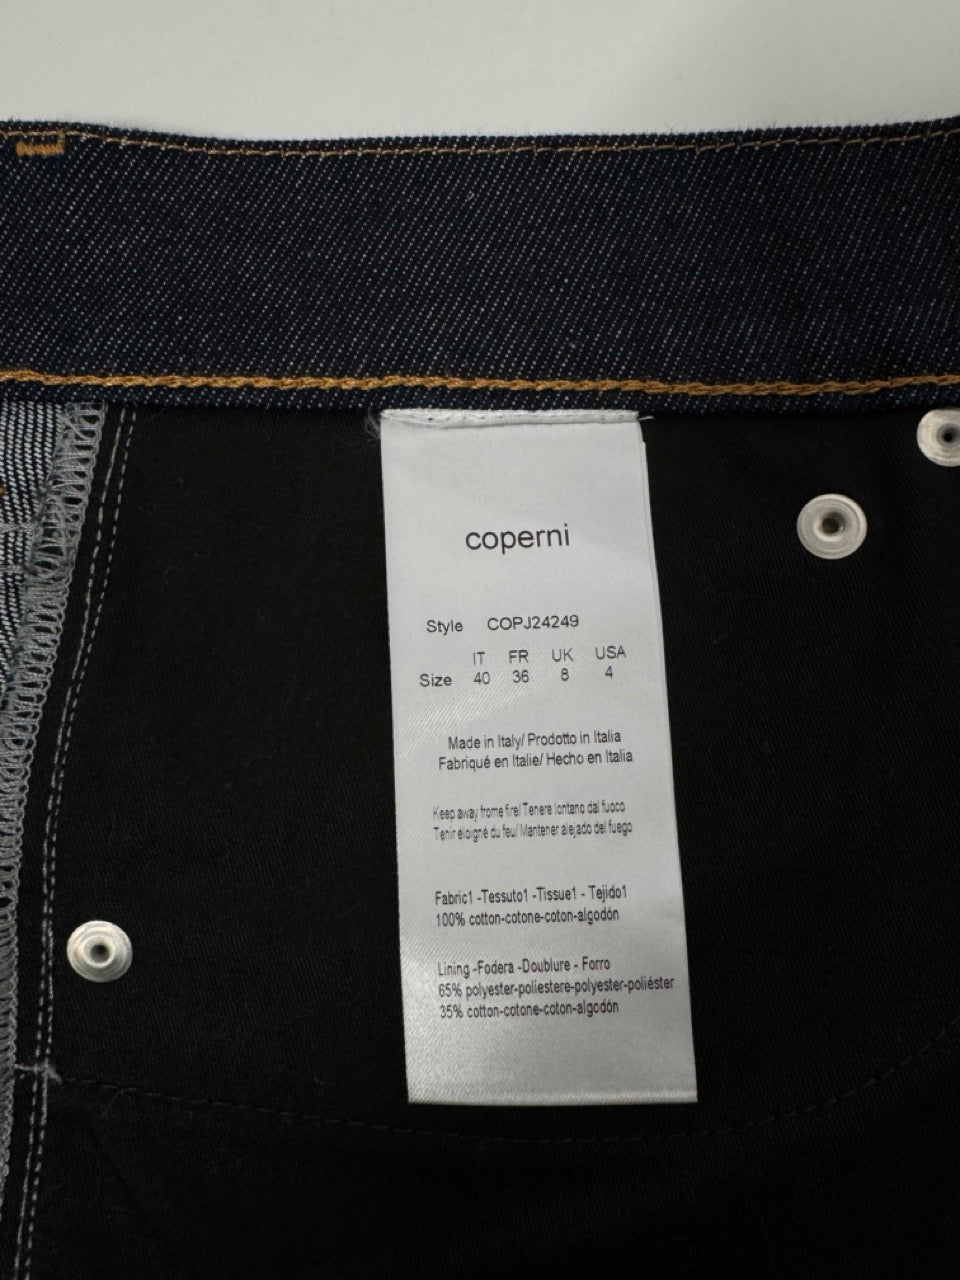 coperni
Style COPJ24249
IT FR UK USA
Size 40 36 8 4
Made in Italy/ Prodotto in Italia
Fabriqué en Italie/ Hecho en Italia
Keep away frome fire/ Tenere lontano dal fuoco
Tenir éloigné du feu/ Mantener alejado del fuego
Fabric1 -Tessuto1 -Tissue1 - Tejido1
100% cotton-cotone-coton-algodón
Lining -Fodera -Doublure - Forro
65% polyester-poliestere-polyester-poliéster
35% cotton-cotone-coton-algodón